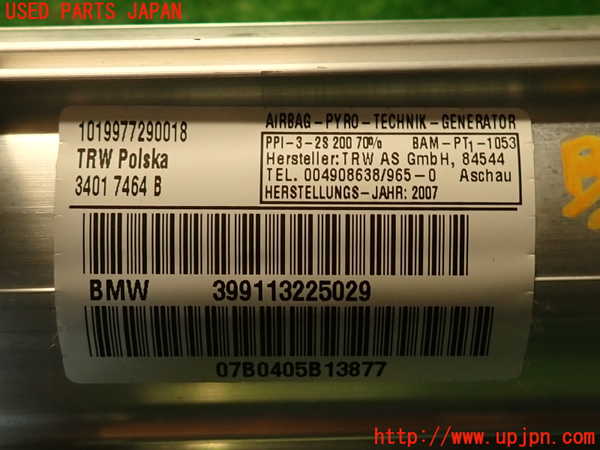 USED PARTS JAPAN
1019977290018
TRW Polska
3401 7464 B
AIRBAG-PYRO-TECHNIK-GENERATOR
PPI-3-2S 200 70% BAM-PT1-1053
Hersteller: TRW AS GmbH, 84544
TEL. 004908638/965-0 Aschau
HERSTELLUNGS-JAHR: 2007
BMW 399113225029
07B0405B13877
http://www.upjpn.com/